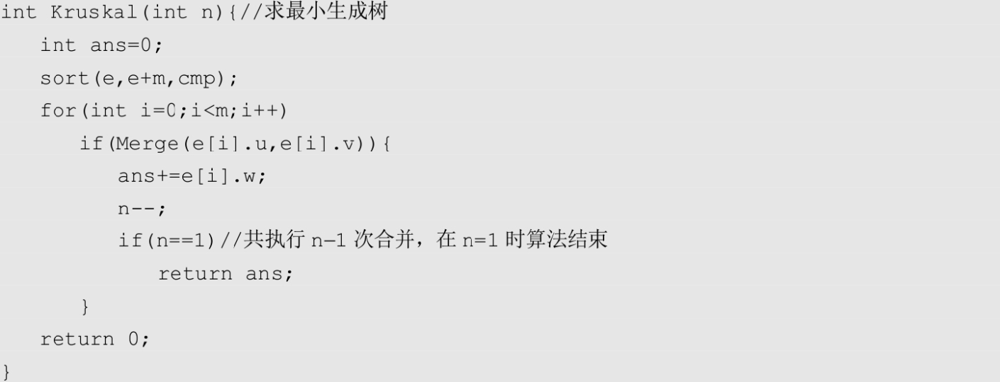 int Kruskal(int n){//求最小生成树
int ans=0;
sort(e,e+m,cmp);
for(int i=0;i<m;i++)
if(Merge(e[i].u,e[i].v)){
ans+=e[i].w;
n--;
if(n==1)//共执行 n–1 次合并，在 n=1 时算法结束
return ans;
}
return 0;
}